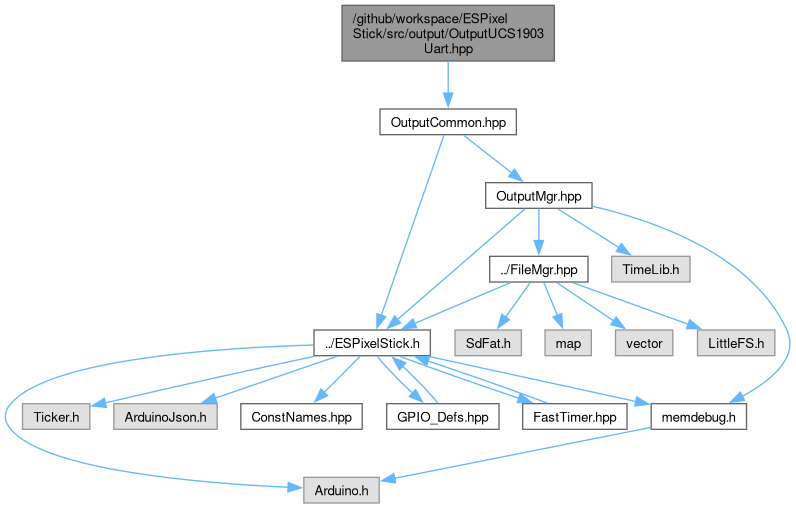 /github/workspace/ESPixel
Stick/src/output/OutputUCS1903
Uart.hpp
OutputCommon.hpp
OutputMgr.hpp
../FileMgr.hpp
TimeLib.h
../ESPixelStick.h
SdFat.h
map
vector
LittleFS.h
Ticker.h
ArduinoJson.h
ConstNames.hpp
GPIO_Defs.hpp
FastTimer.hpp
memdebug.h
Arduino.h